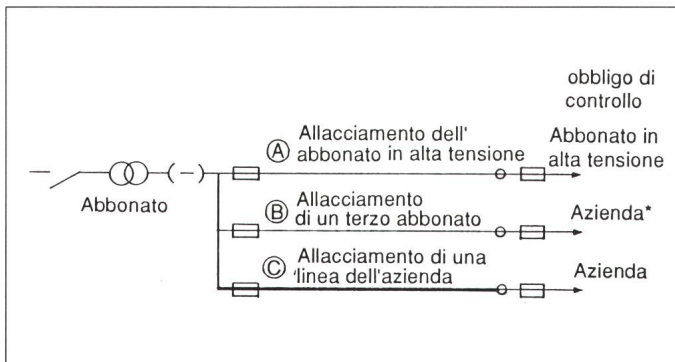 obbligo di
controllo
Ⓐ Allacciamento dell'
abbonato in alta tensione
Abbonato in
alta tensione
Abbonato
Ⓑ Allacciamento
di un terzo abbonato
Azienda*
Ⓒ Allacciamento di una
'linea dell'azienda
Azienda